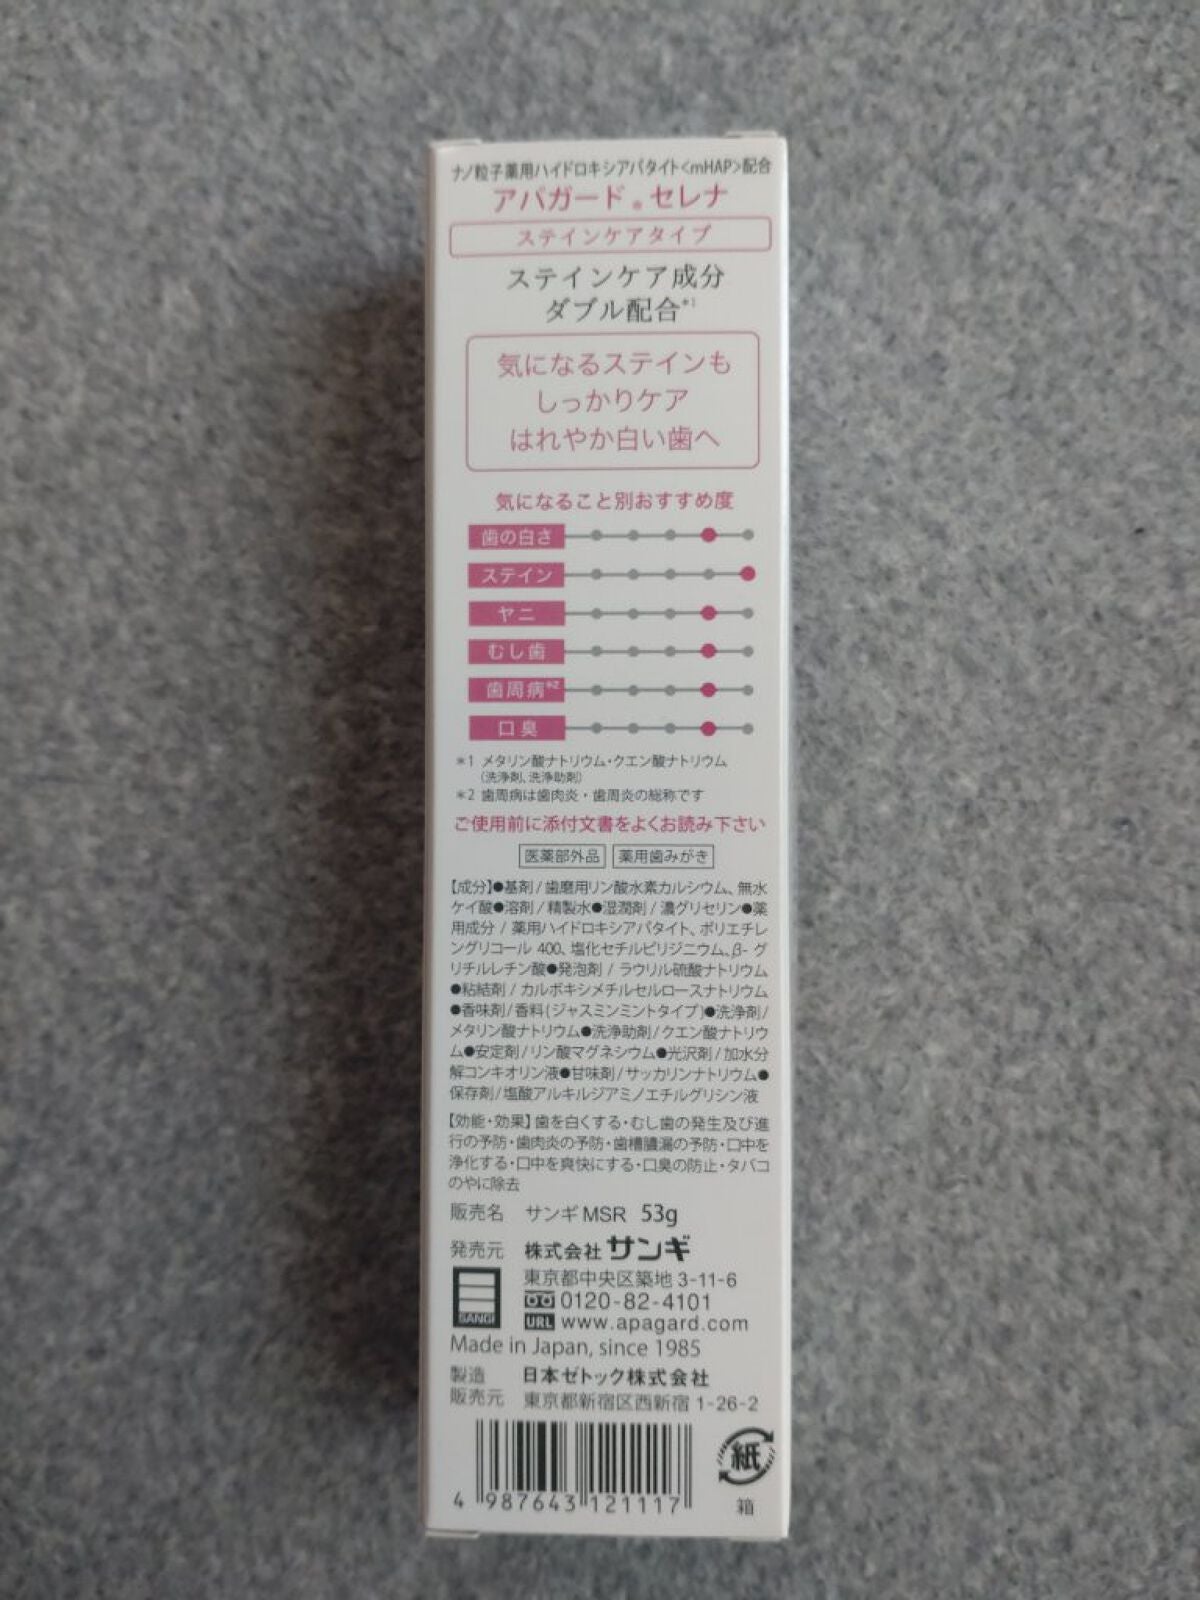 ナノ粒子薬用ハイドロキシアパタイト<mHAP>配合
アパガード®セレナ
ステインケアタイプ
ステインケア成分
ダブル配合*1
気になるステインも
しっかりケア
はれやか白い歯へ
気になること別おすすめ度
歯の白さ
ステイン
ヤニ
むし歯
歯周病*2
口臭
*1 メタリン酸ナトリウム・クエン酸ナトリウム
(洗浄剤、洗浄助剤)
*2 歯周病は歯肉炎・歯周炎の総称です
ご使用前に添付文書をよくお読み下さい
医薬部外品 薬用歯みがき
【成分】●基剤/歯磨用リン酸水素カルシウム、無水
ケイ酸●溶剤/精製水●湿潤剤/濃グリセリン●薬
用成分/薬用ハイドロキシアパタイト、ポリエチレ
ングリコール 400、塩化セチルピリジニウム、β-グ
リチルレチン酸●発泡剤/ラウリル硫酸ナトリウム
●粘結剤/カルボキシメチルセルロースナトリウム
●香味剤/香料(ジャスミンミントタイプ)●洗浄剤/
メタリン酸ナトリウム●洗浄助剤/クエン酸ナトリウ
ム●安定剤/リン酸マグネシウム●光沢剤/加水分
解コンキオリン液●甘味剤/サッカリンナトリウム●
保存剤/塩酸アルキルジアミノエチルグリシン液
【効能・効果】歯を白くする・むし歯の発生及び進
行の予防・歯肉炎の予防・歯槽膿漏の予防・口中を
浄化する・口中を爽快にする・口臭の防止・タバコ
のやに除去
販売名 サンギMSR 53g
発売元 株式会社サンギ
東京都中央区築地 3-11-6
SANGI
0120-82-4101
URL www.apagard.com
Made in Japan, since 1985
製造 日本ゼトック株式会社
販売元 東京都新宿区西新宿 1-26-2
紙
箱
4 987643 121117